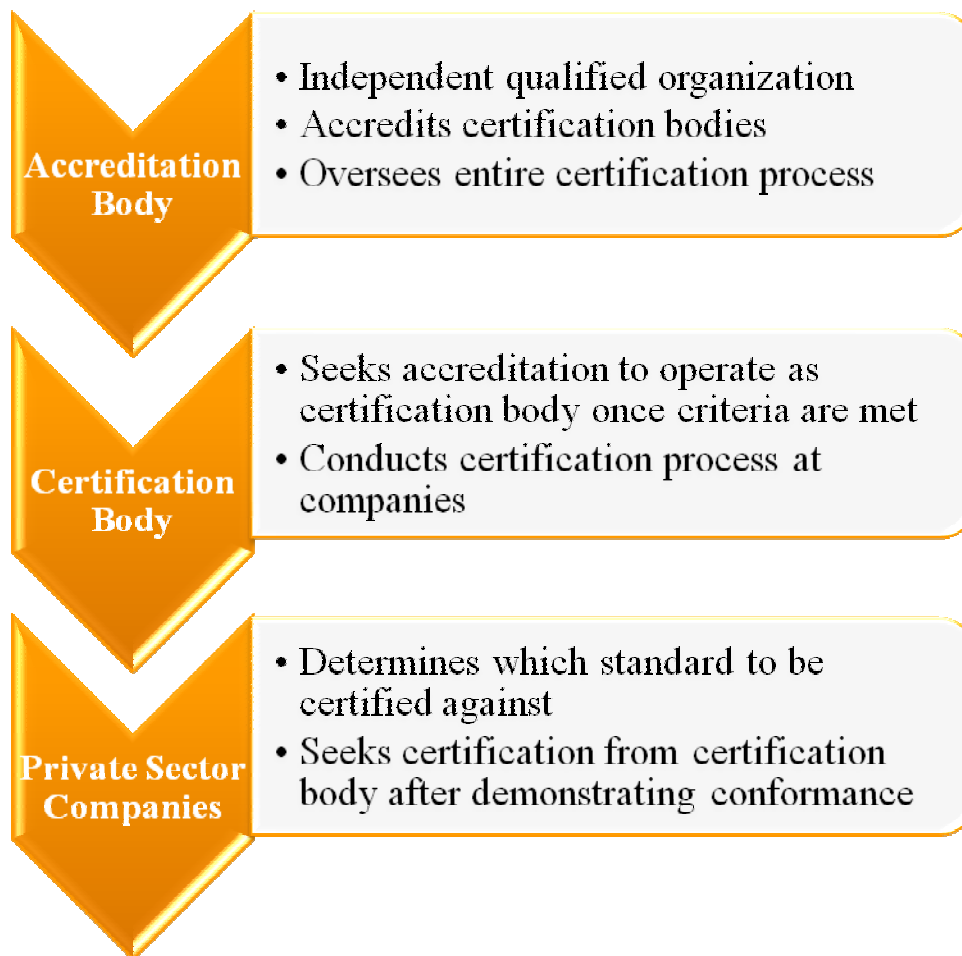 Accreditation
Body
• Independent qualified organization
• Accredits certification bodies
• Oversees entire certification process
Certification
Body
• Seeks accreditation to operate as
certification body once criteria are met
• Conducts certification process at
companies
Private Sector
Companies
• Determines which standard to be
certified against
• Seeks certification from certification
body after demonstrating conformance